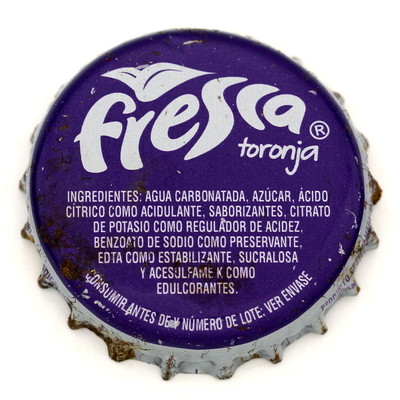 fresca®
toronja
INGREDIENTES: AGUA CARBONATADA, AZÚCAR, ÁCIDO
CÍTRICO COMO ACIDULANTE, SABORIZANTES, CITRATO
DE POTASIO COMO REGULADOR DE ACIDEZ,
BENZOATO DE SODIO COMO PRESERVANTE,
EDTA COMO ESTABILIZANTE, SUCRALOSA
Y ACESULFAME K COMO
EDULCORANTES.
CONSUMIR ANTES DE Y NÚMERO DE LOTE: VER ENVASE